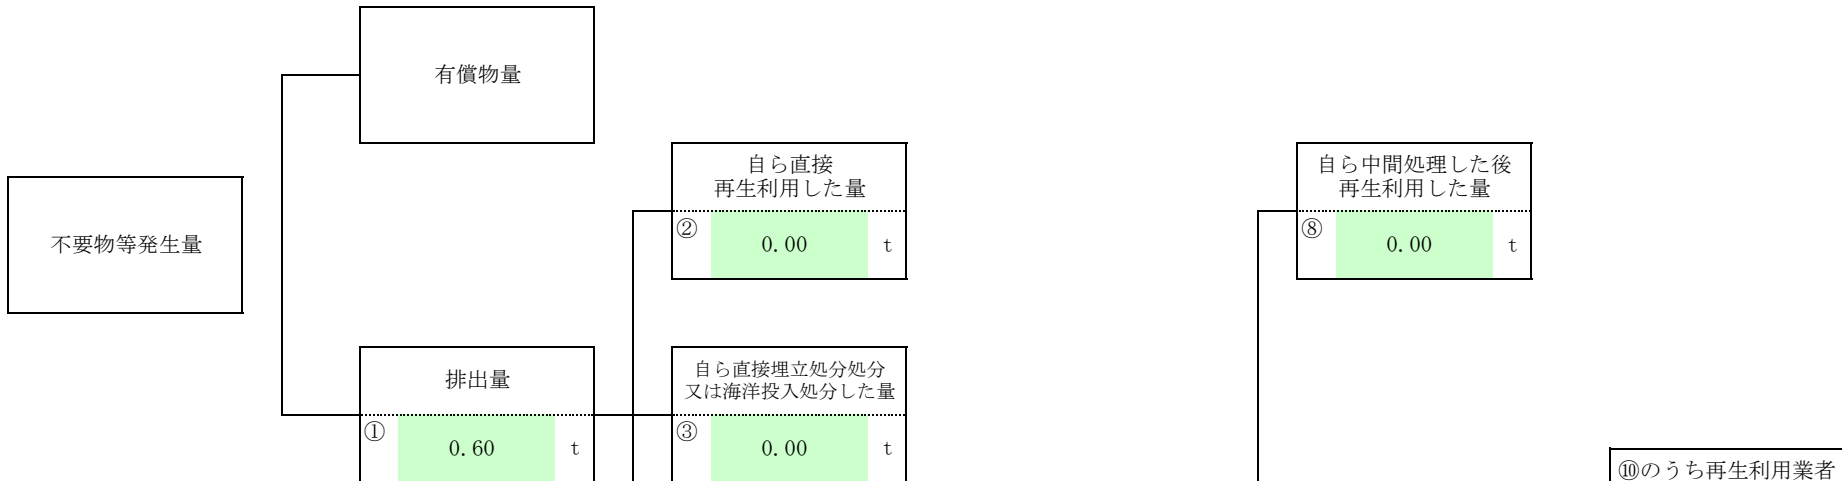 有償物量
自ら直接
再生利用した量
②
0.00
t
自ら中間処理した後
再生利用した量
⑧
0.00
t
不要物等発生量
排出量
①
0.60
t
自ら直接埋立処分処分
又は海洋投入処分した量
③
0.00
t
⑩のうち再生利用業者